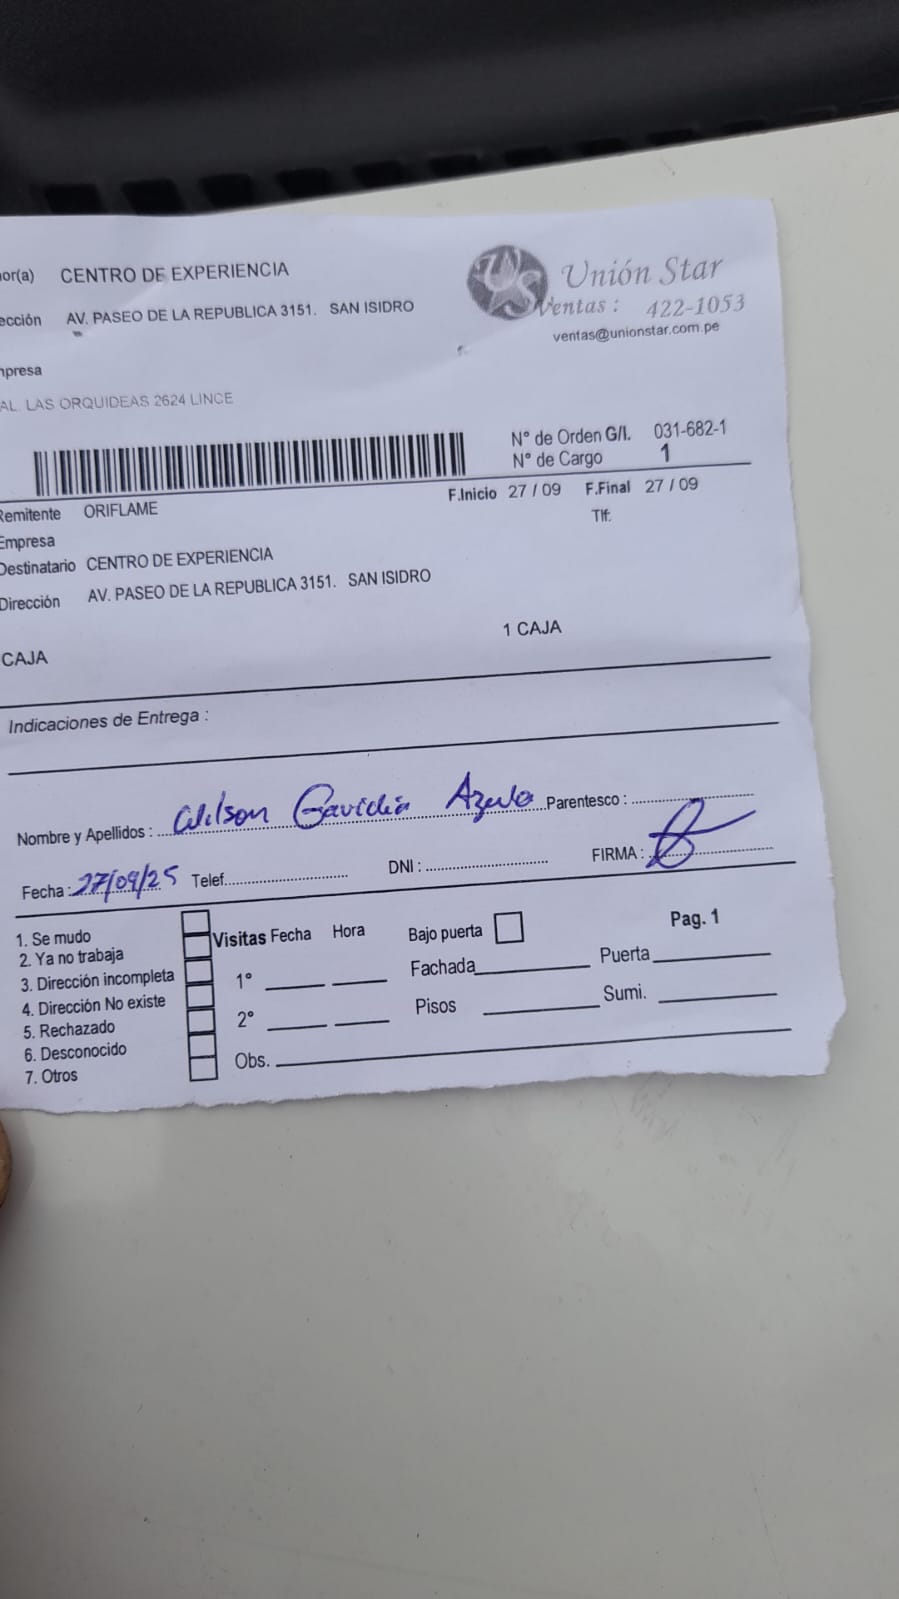 or(a) CENTRO DE EXPERIENCIA
ección AV. PASEO DE LA REPUBLICA 3151. SAN ISIDRO
US Unión Star
Ventas : 422-1053
ventas@unionstar.com.pe
mpresa
AL. LAS ORQUIDEAS 2624 LINCE
N° de Orden G/I. 031-682-1
N° de Cargo 1
F.Inicio 27 / 09 F.Final 27 / 09
Remitente ORIFLAME
Tlf:
Empresa
Destinatario CENTRO DE EXPERIENCIA
Dirección AV. PASEO DE LA REPUBLICA 3151. SAN ISIDRO
CAJA 1 CAJA
Indicaciones de Entrega :
Nombre y Apellidos : Wilson Gavidia Parentesco :
Fecha : 27/09/25 Telef. DNI : FIRMA :
1. Se mudo
2. Ya no trabaja
3. Dirección incompleta
4. Dirección No existe
5. Rechazado
6. Desconocido
7. Otros
Visitas Fecha Hora Bajo puerta Pag. 1
1° Fachada Puerta
2° Pisos Sumi.
Obs.